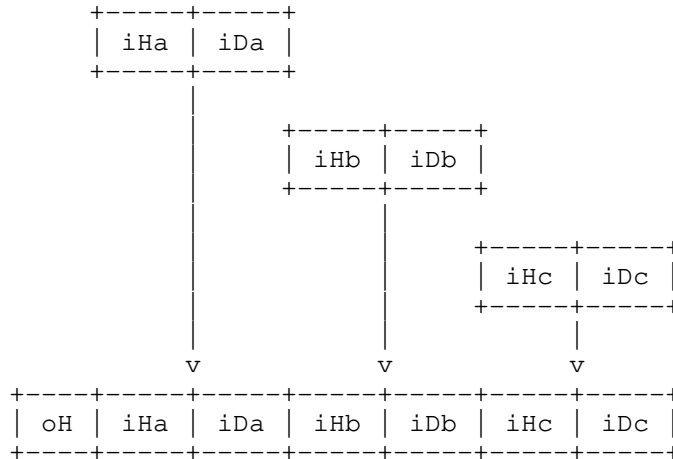 +-----+-----+
| iHa | iDa |
+-----+-----+
|
| +-----+-----+
| | iHb | iDb |
| +-----+-----+
| |
| | +-----+-----+
| | | iHc | iDc |
| | +-----+-----+
| | |
v v v
+----+-----+-----+-----+-----+-----+-----+
| oH | iHa | iDa | iHb | iDb | iHc | iDc |
+----+-----+-----+-----+-----+-----+-----+